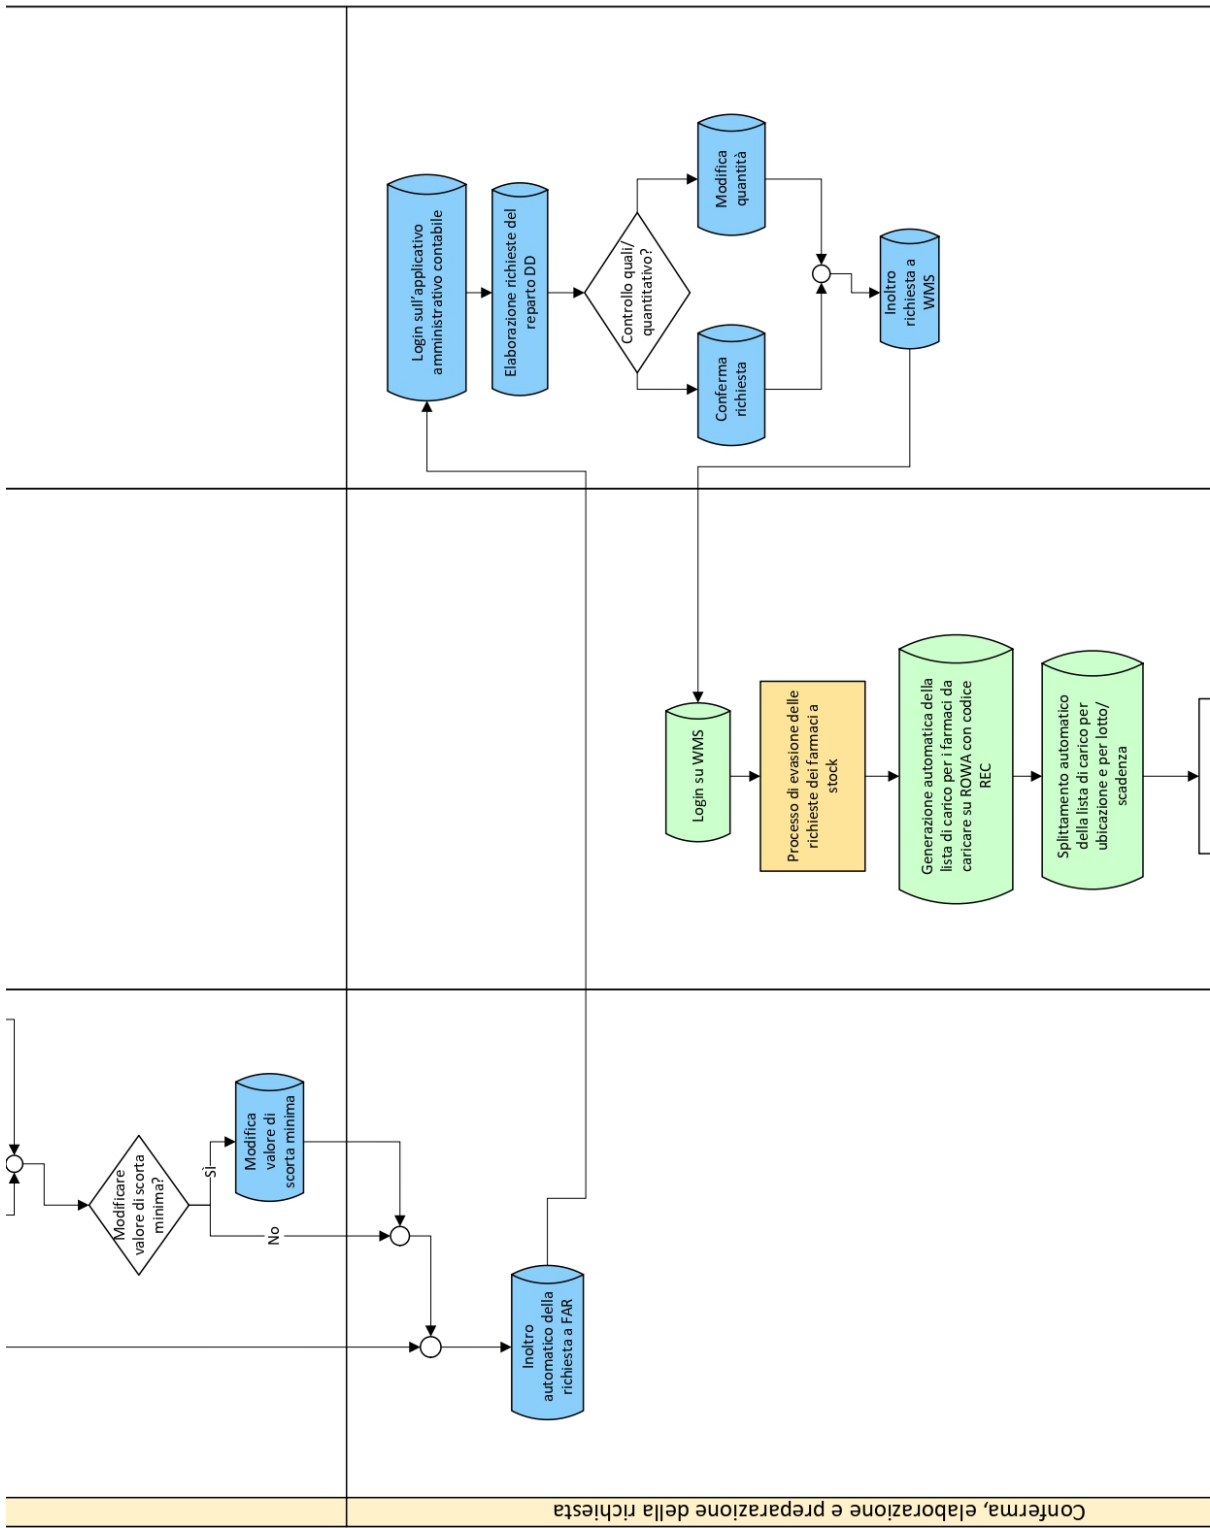 Modificare
valore di scorta
minima?
SÌ
No
Modifica
valore di
scorta minima
Inoltro
automatico della
richiesta a FAR
Login sull'applicativo
amministrativo contabile
Elaborazione richieste del
reparto DD
Controllo quali/
quantitativo?
Conferma
richiesta
Modifica
quantità
Inoltro
richiesta a
WMS
Login su WMS
Processo di evasione delle
richieste dei farmaci a
stock
Generazione automatica della
lista di carico per i farmaci da
caricare su ROWA con codice
REC
Splittamento automatico
della lista di carico per
ubicazione e per lotto/
scadenza
Conferma, elaborazione e preparazione della richiesta